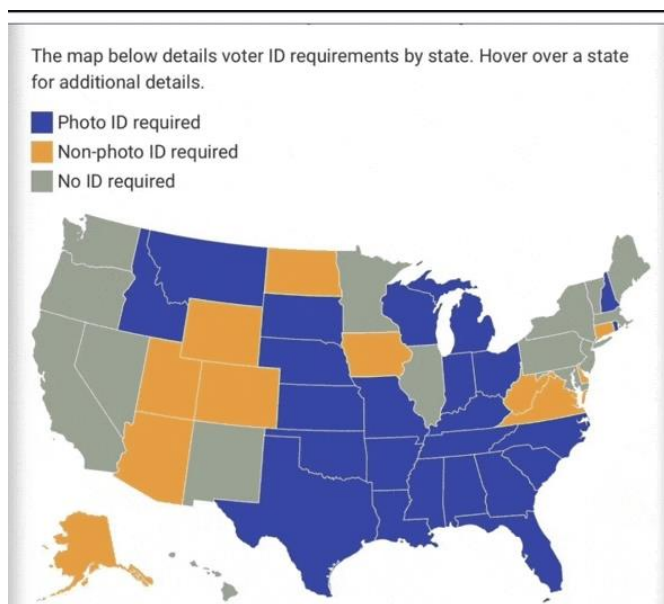 The map below details voter ID requirements by state. Hover over a state
for additional details.
Photo ID required
Non-photo ID required
No ID required